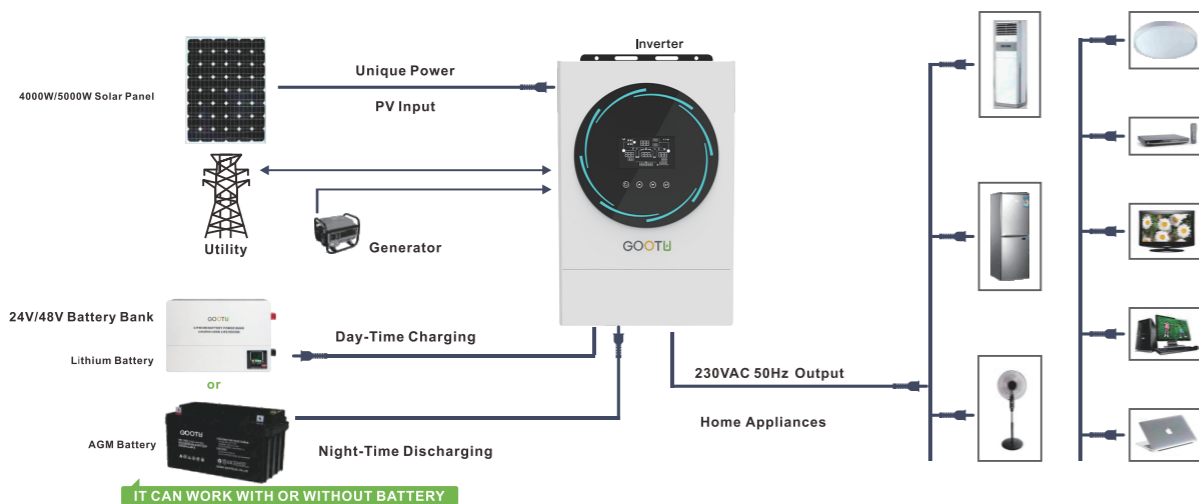 Inverter
Unique Power
4000W/5000W Solar Panel
PV Input
GOOTU
Utility
Generator
24V/48V Battery Bank
GOOTU
Lithium Battery
Day-Time Charging
or
230VAC 50Hz Output
Home Appliances
AGM Battery
GOOTU
Night-Time Discharging
IT CAN WORK WITH OR WITHOUT BATTERY